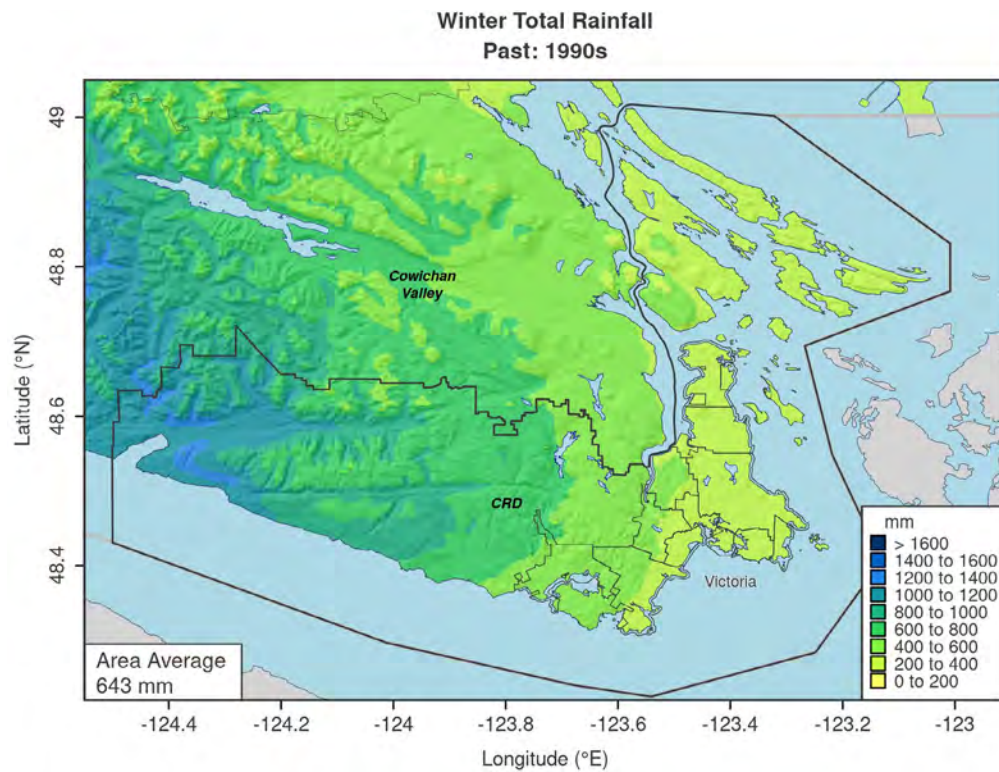 Winter Total Rainfall
Past: 1990s
Latitude (°N)
49
48.8
48.6
48.4
Cowichan
Valley
CRD
Victoria
mm
> 1600
1400 to 1600
1200 to 1400
1000 to 1200
800 to 1000
600 to 800
400 to 600
200 to 400
0 to 200
Area Average
643 mm
-124.4
-124.2
-124
-123.8
-123.6
-123.4
-123.2
-123
Longitude (°E)